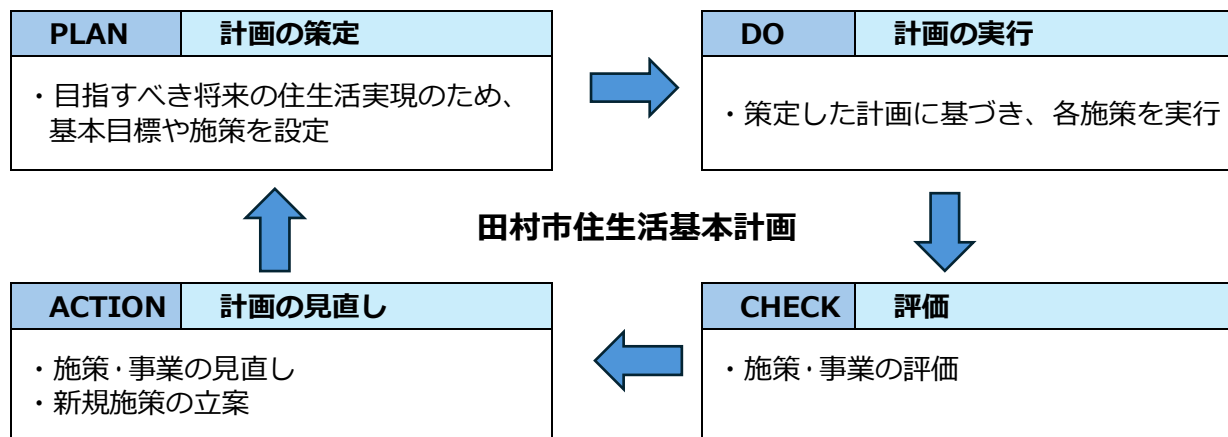 PLAN 計画の策定
・目指すべき将来の住生活実現のため、
基本目標や施策を設定
DO 計画の実行
・策定した計画に基づき、各施策を実行
田村市住生活基本計画
ACTION 計画の見直し
・施策・事業の見直し
・新規施策の立案
CHECK 評価
・施策・事業の評価